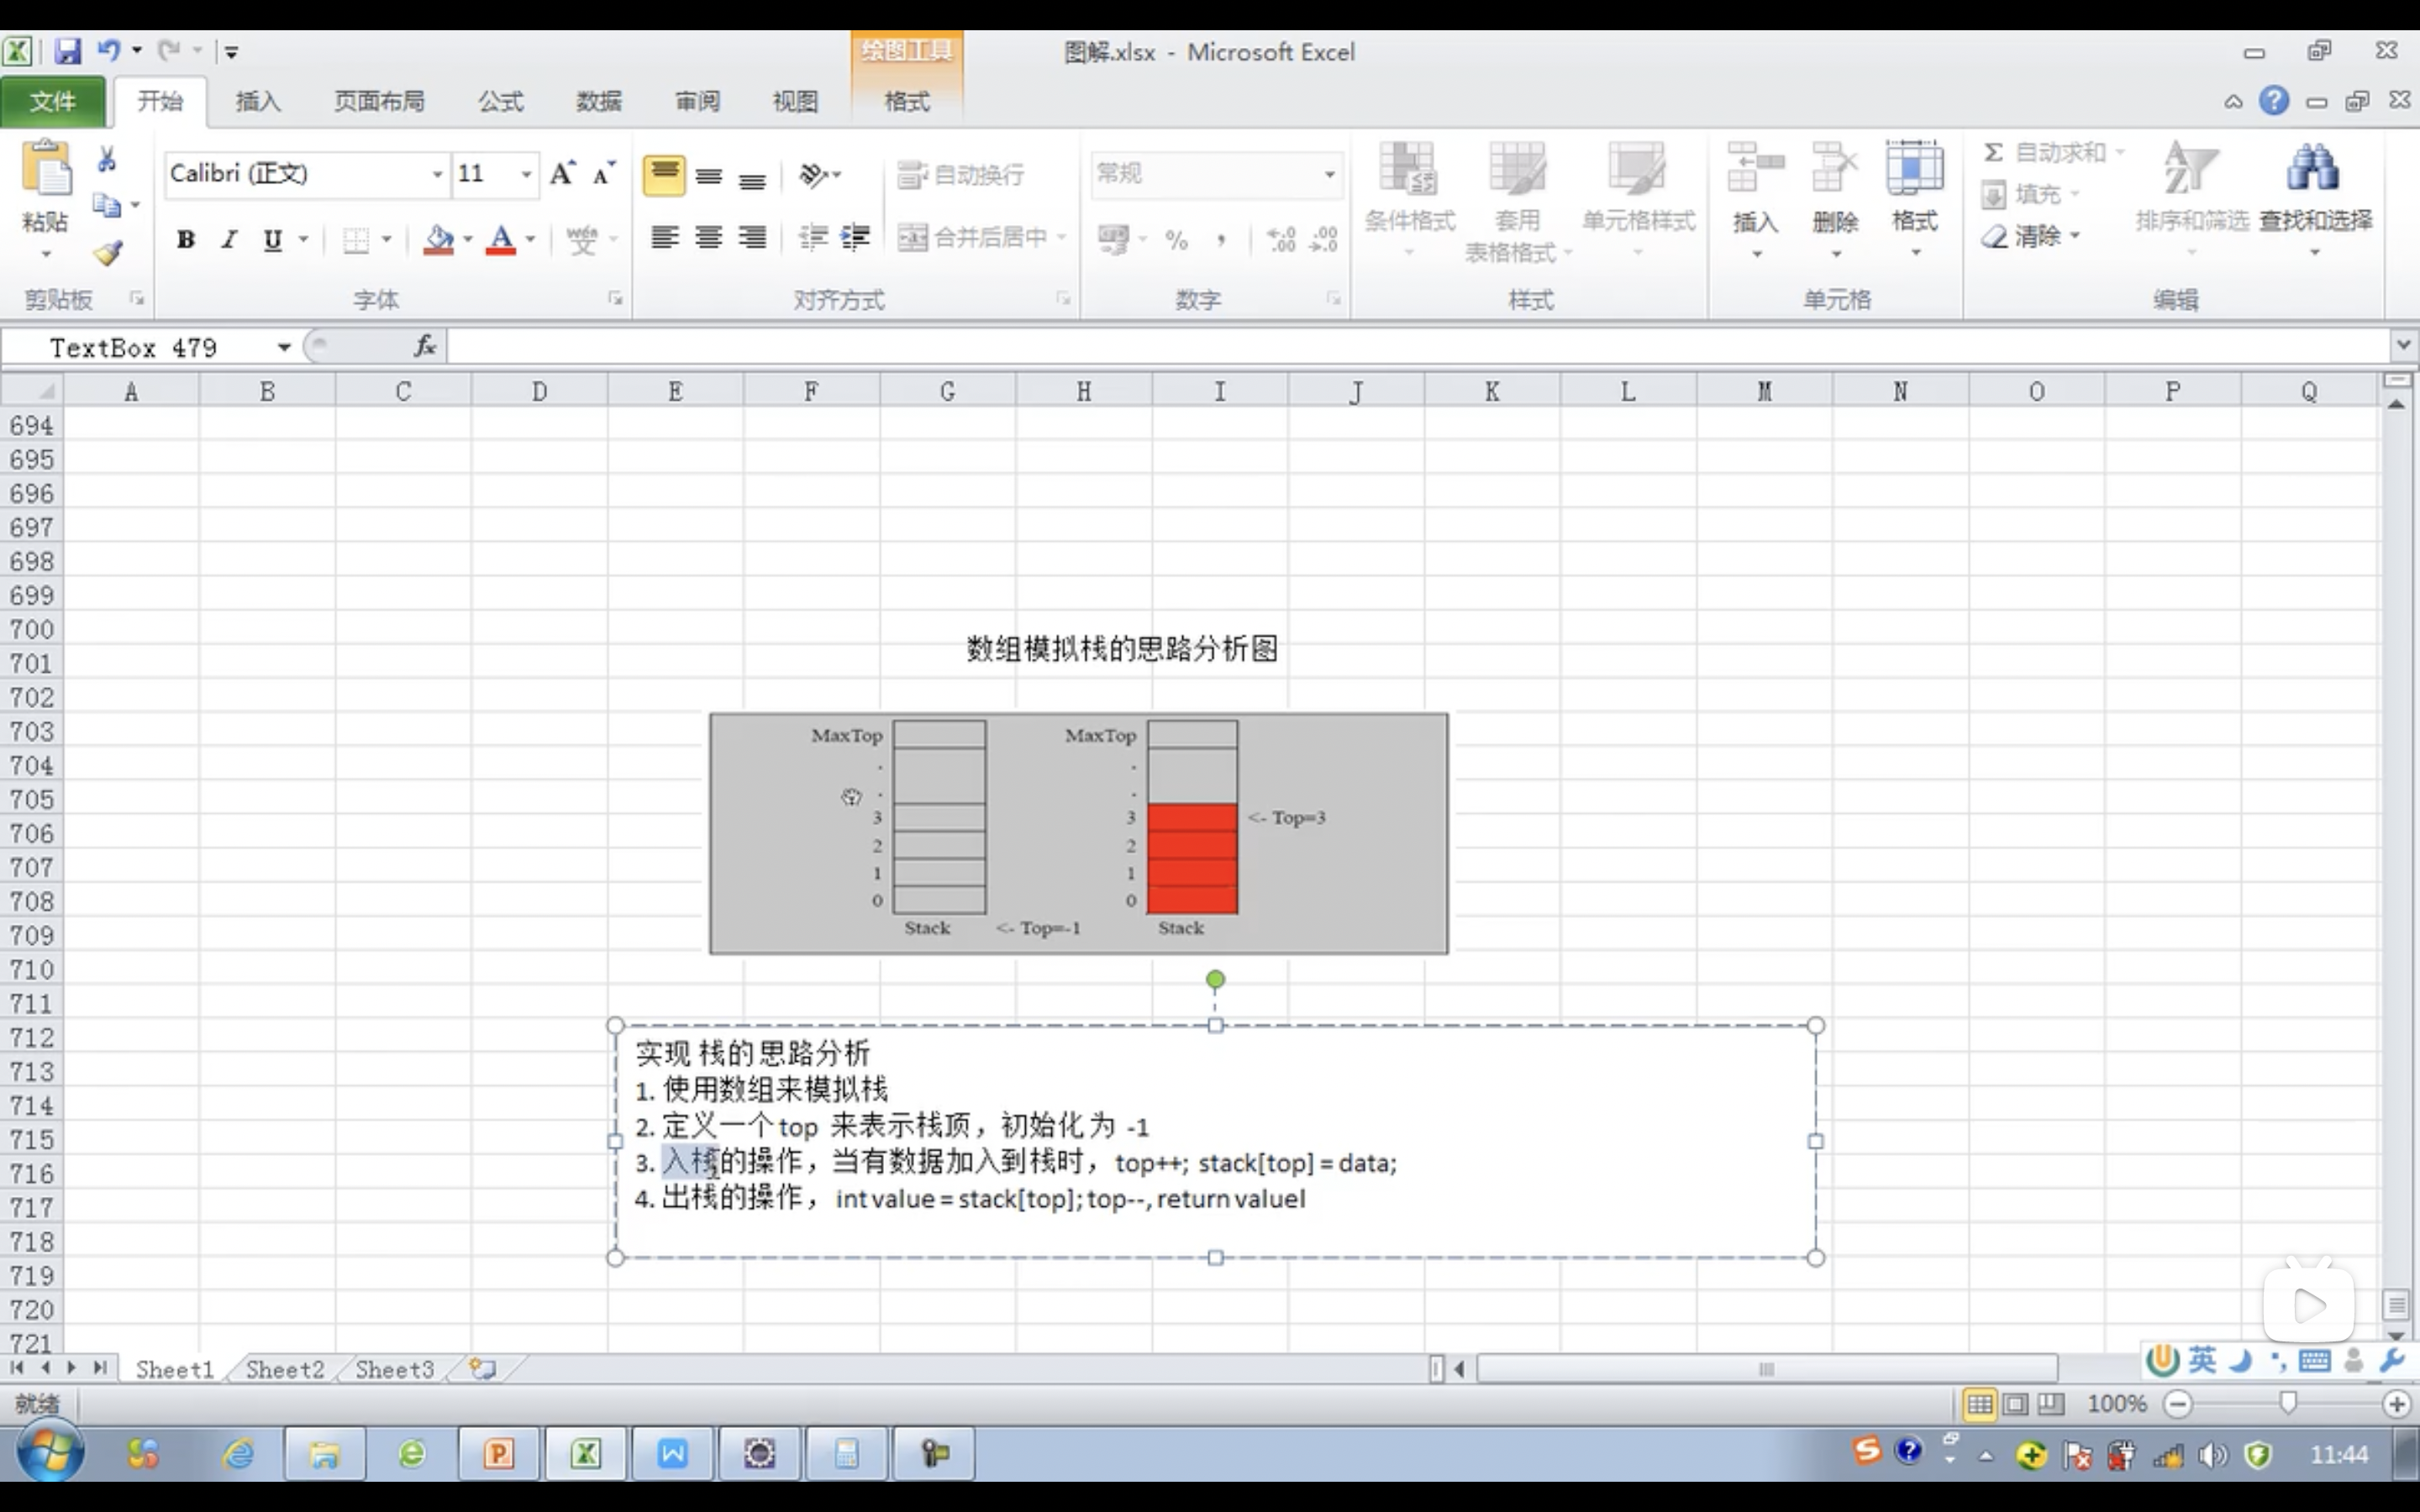 绘图工具
图解.xlsx - Microsoft Excel
文件 开始 插入 页面布局 公式 数据 审阅 视图 格式
Calibri (正文) 11 自动换行 常规 自动求和
粘贴 条件格式 套用 单元格样式 插入 删除 格式 填充 排序和筛选 查找和选择
B I U 合并后居中 % 表格格式 清除
剪贴板 字体 对齐方式 数字 样式 单元格 编辑
TextBox 479 fx
A B C D E F G H I J K L M N O P Q
694
695
696
697
698
699
700
数组模拟栈的思路分析图
701
702
703
MaxTop MaxTop
704
705
3 3 <- Top=3
706
2 2
707
1 1
708
0 0
709
Stack <- Top=-1 Stack
710
711
712
实现 栈的 思路分析
713
1. 使用数组来模拟栈
714
2. 定义一个 top 来表示栈顶，初始化 为 -1
715
3. 入栈的操作，当有数据加入到栈时，top++; stack[top] = data;
716
4. 出栈的操作， int value = stack[top]; top--, return value
717
718
719
720
721
Sheet1 Sheet2 Sheet3
英
就绪 100%
11:44